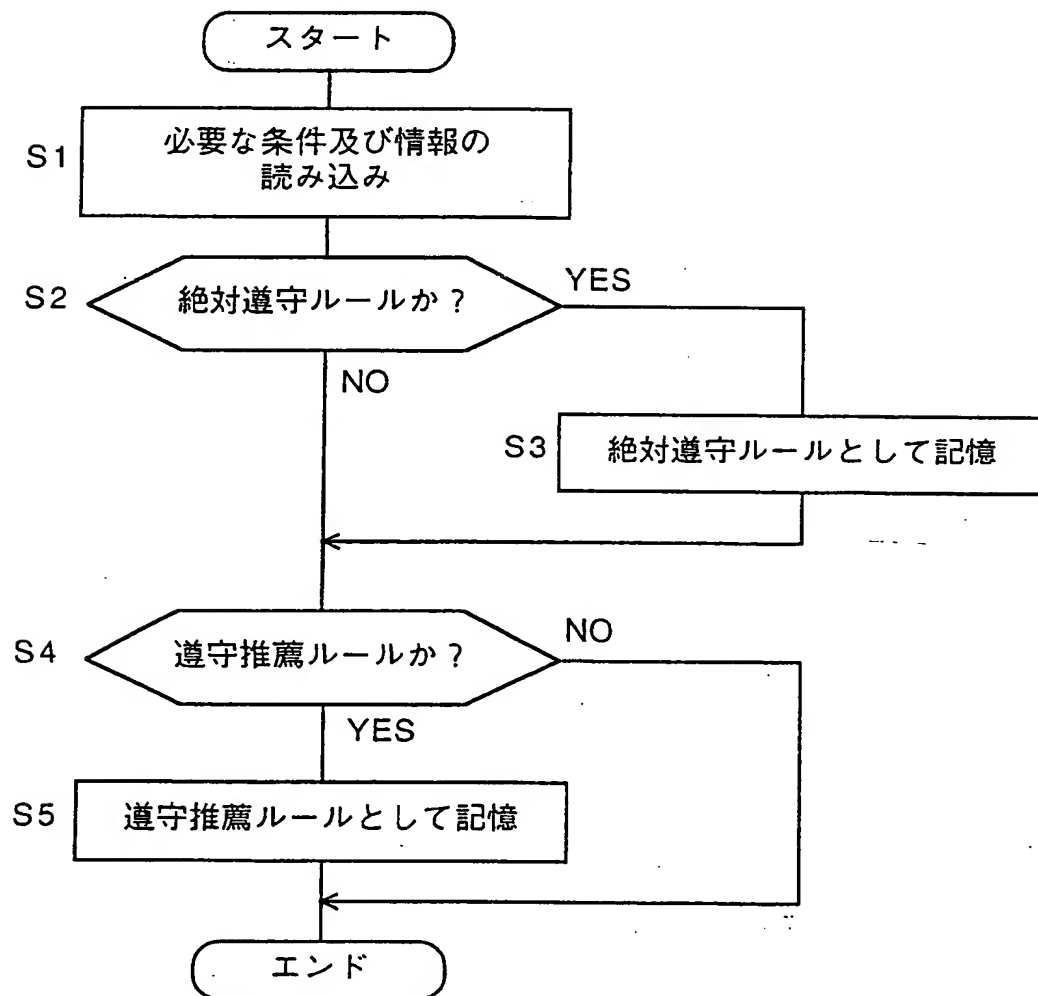 スタート
S1
必要な条件及び情報の
読み込み
S2
絶対遵守ルールか？
YES
NO
S3
絶対遵守ルールとして記憶
S4
遵守推薦ルールか？
NO
YES
S5
遵守推薦ルールとして記憶
エンド